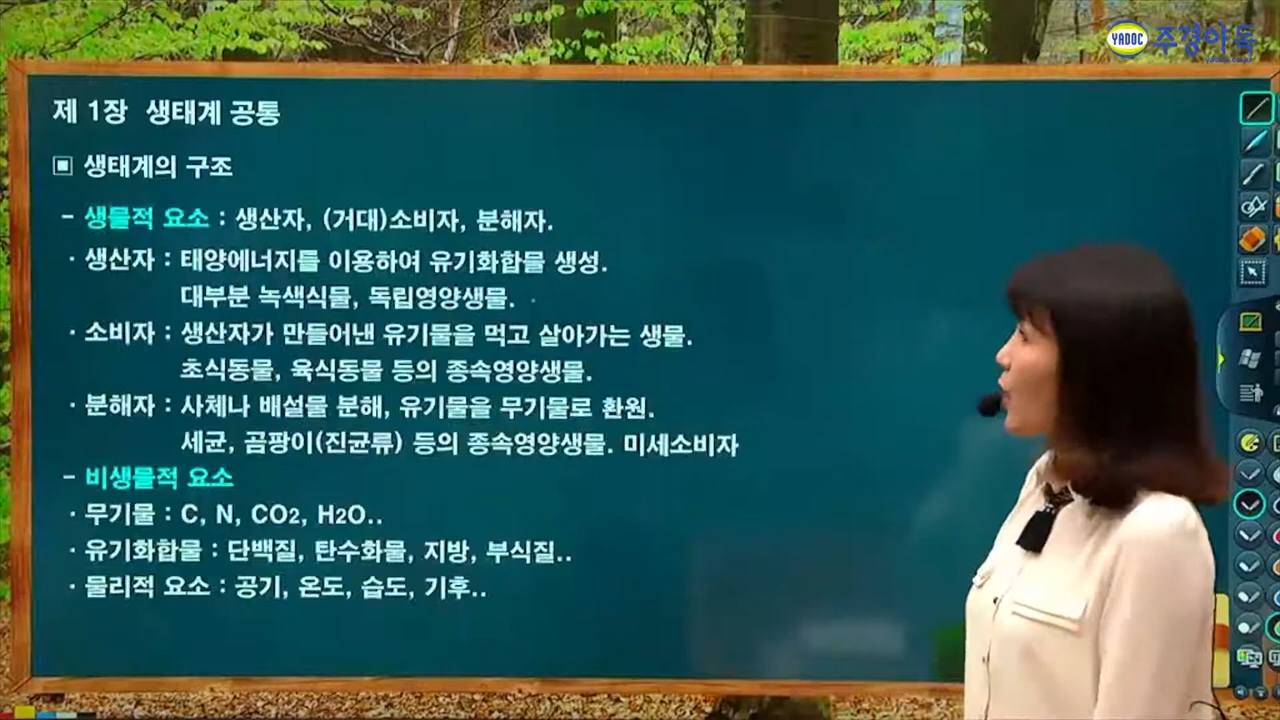 YADOC 주경야독
제 1장 생태계 공통
▣ 생태계의 구조
- 생물적 요소 : 생산자, (거대)소비자, 분해자.
· 생산자 : 태양에너지를 이용하여 유기화합물 생성.
대부분 녹색식물, 독립영양생물.
· 소비자 : 생산자가 만들어낸 유기물을 먹고 살아가는 생물.
초식동물, 육식동물 등의 종속영양생물.
· 분해자 : 사체나 배설물 분해, 유기물을 무기물로 환원.
세균, 곰팡이(진균류) 등의 종속영양생물. 미세소비자
- 비생물적 요소
· 무기물 : C, N, CO2, H2O..
· 유기화합물 : 단백질, 탄수화물, 지방, 부식질..
· 물리적 요소 : 공기, 온도, 습도, 기후..